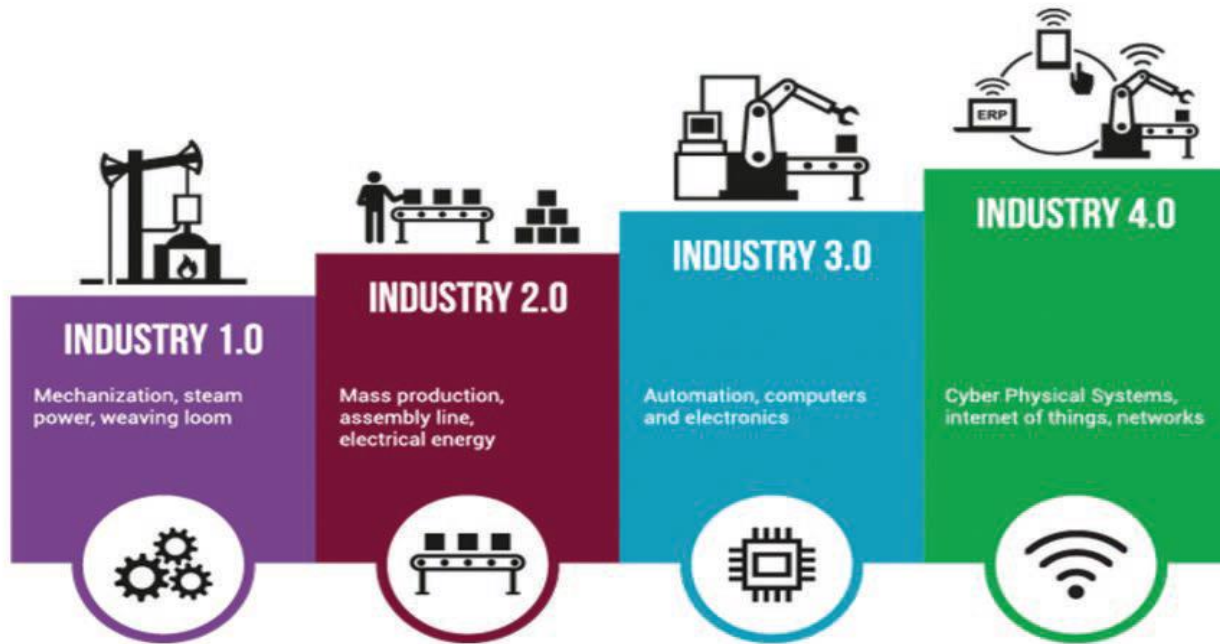 ERP
INDUSTRY 1.0
Mechanization, steam
power, weaving loom
INDUSTRY 2.0
Mass production,
assembly line,
electrical energy
INDUSTRY 3.0
Automation, computers
and electronics
INDUSTRY 4.0
Cyber Physical Systems,
internet of things, networks